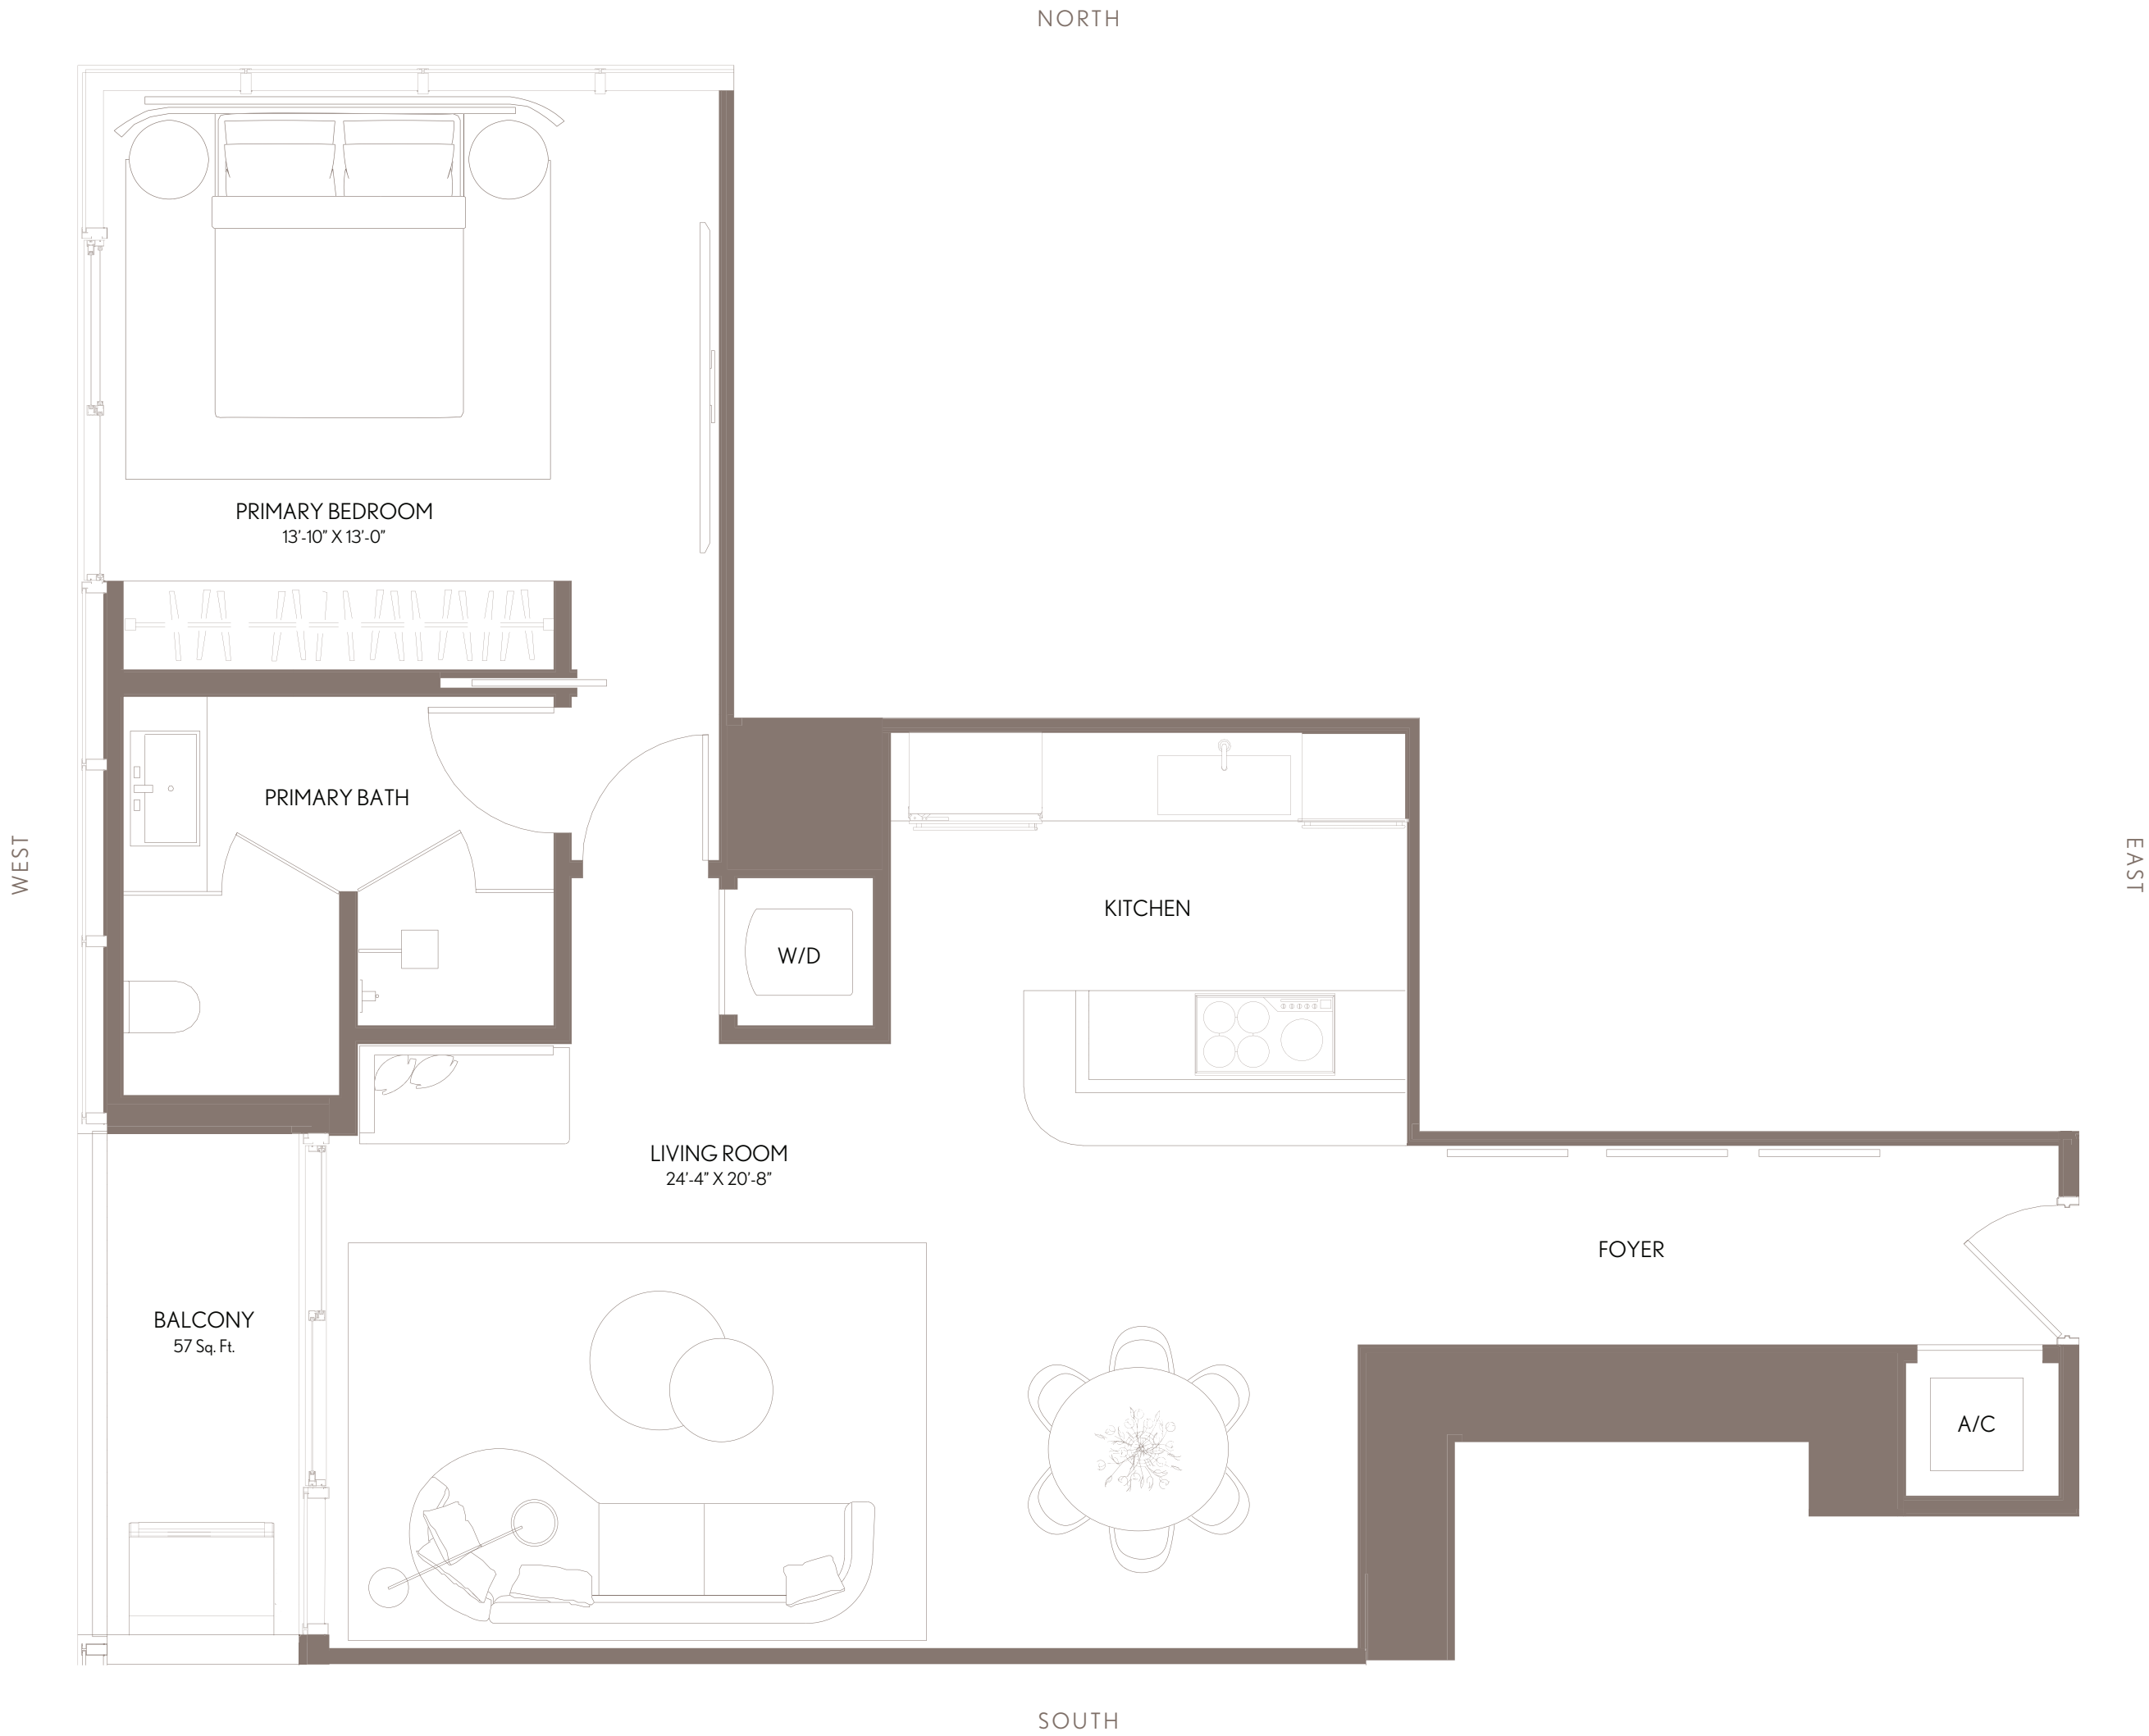 NORTH
PRIMARY BEDROOM
13'-10" X 13'-0"
PRIMARY BATH
WEST
EAST
KITCHEN
W/D
LIVING ROOM
24'-4" X 20'-8"
FOYER
BALCONY
57 Sq. Ft.
A/C
SOUTH